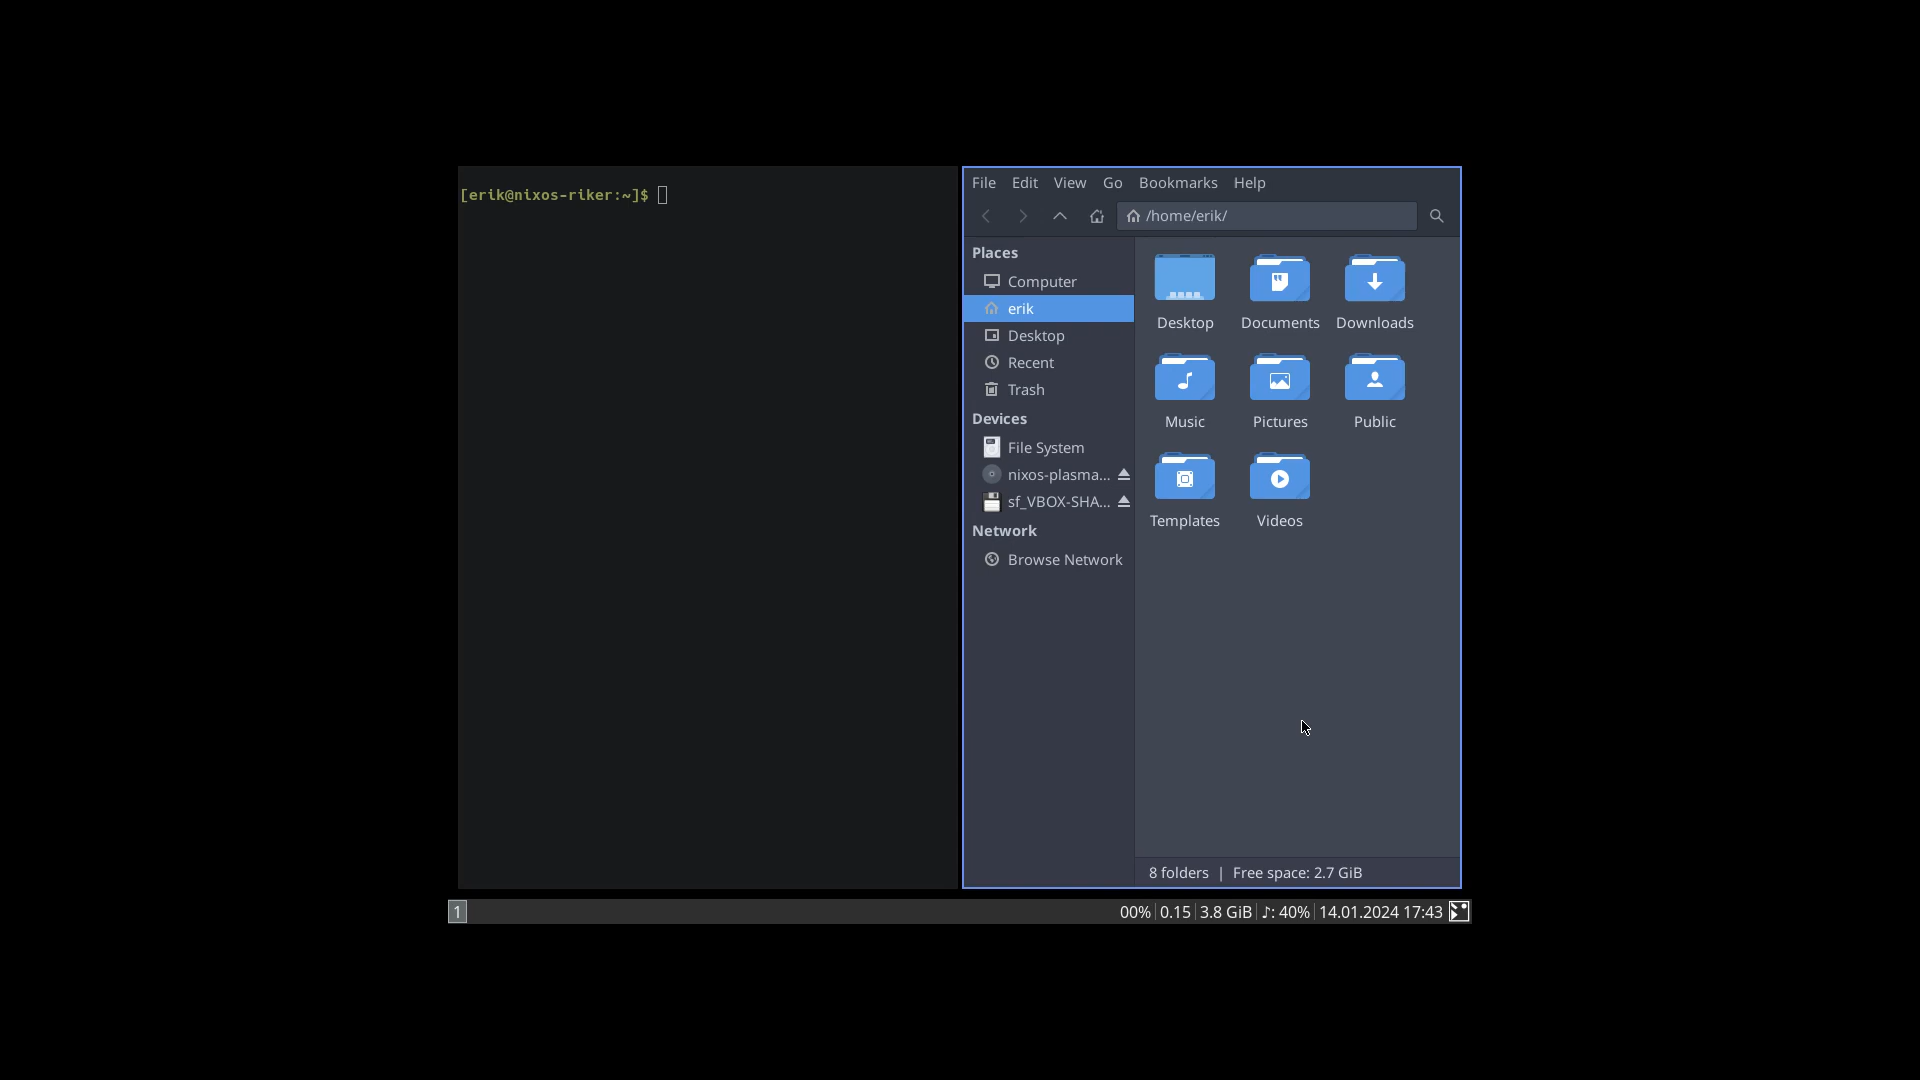 [erik@nixos-riker:~]$
File Edit View Go Bookmarks Help
/home/erik/
Places
Computer
erik
Desktop
Recent
Trash
Devices
File System
nixos-plasma...
sf_VBOX-SHA...
Network
Browse Network
Desktop Documents Downloads
Music Pictures Public
Templates Videos
8 folders | Free space: 2.7 GiB
1
00% 0.15 3.8 GiB ♪: 40% 14.01.2024 17:43